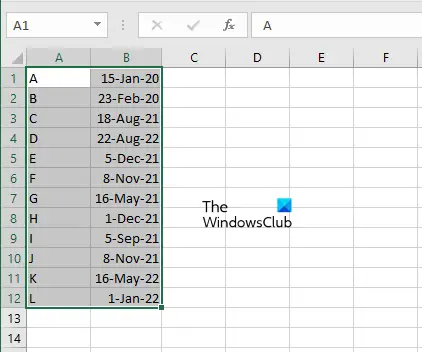 A1 fx A
A B C D E F
1 A 15-Jan-20
2 B 23-Feb-20
3 C 18-Aug-21
4 D 22-Aug-22
5 E 5-Dec-21
6 F 8-Nov-21
7 G 16-May-21
8 H 1-Dec-21
9 I 5-Sep-21
10 J 8-Nov-21
11 K 16-May-22
12 L 1-Jan-22
13
14
The
WindowsClub